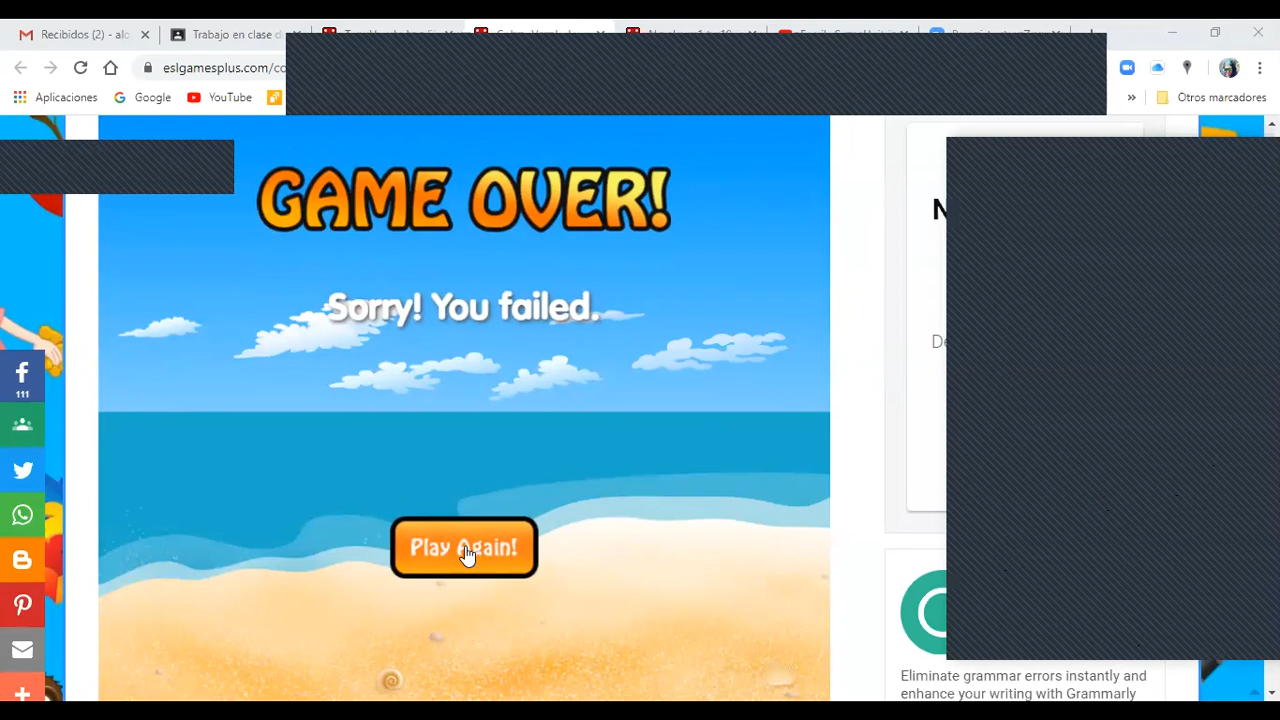 Recibidos (2) - alo
Trabajo en clase d
eslgamesplus.com/co
Aplicaciones
Google
YouTube
Otros marcadores
GAME OVER!
Sorry! You failed.
111
Play Again!
Eliminate grammar errors instantly and
enhance your writing with Grammarly